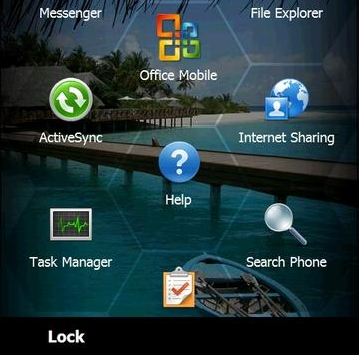 Messenger
File Explorer
Office Mobile
ActiveSync
Internet Sharing
Help
Task Manager
Search Phone
Lock